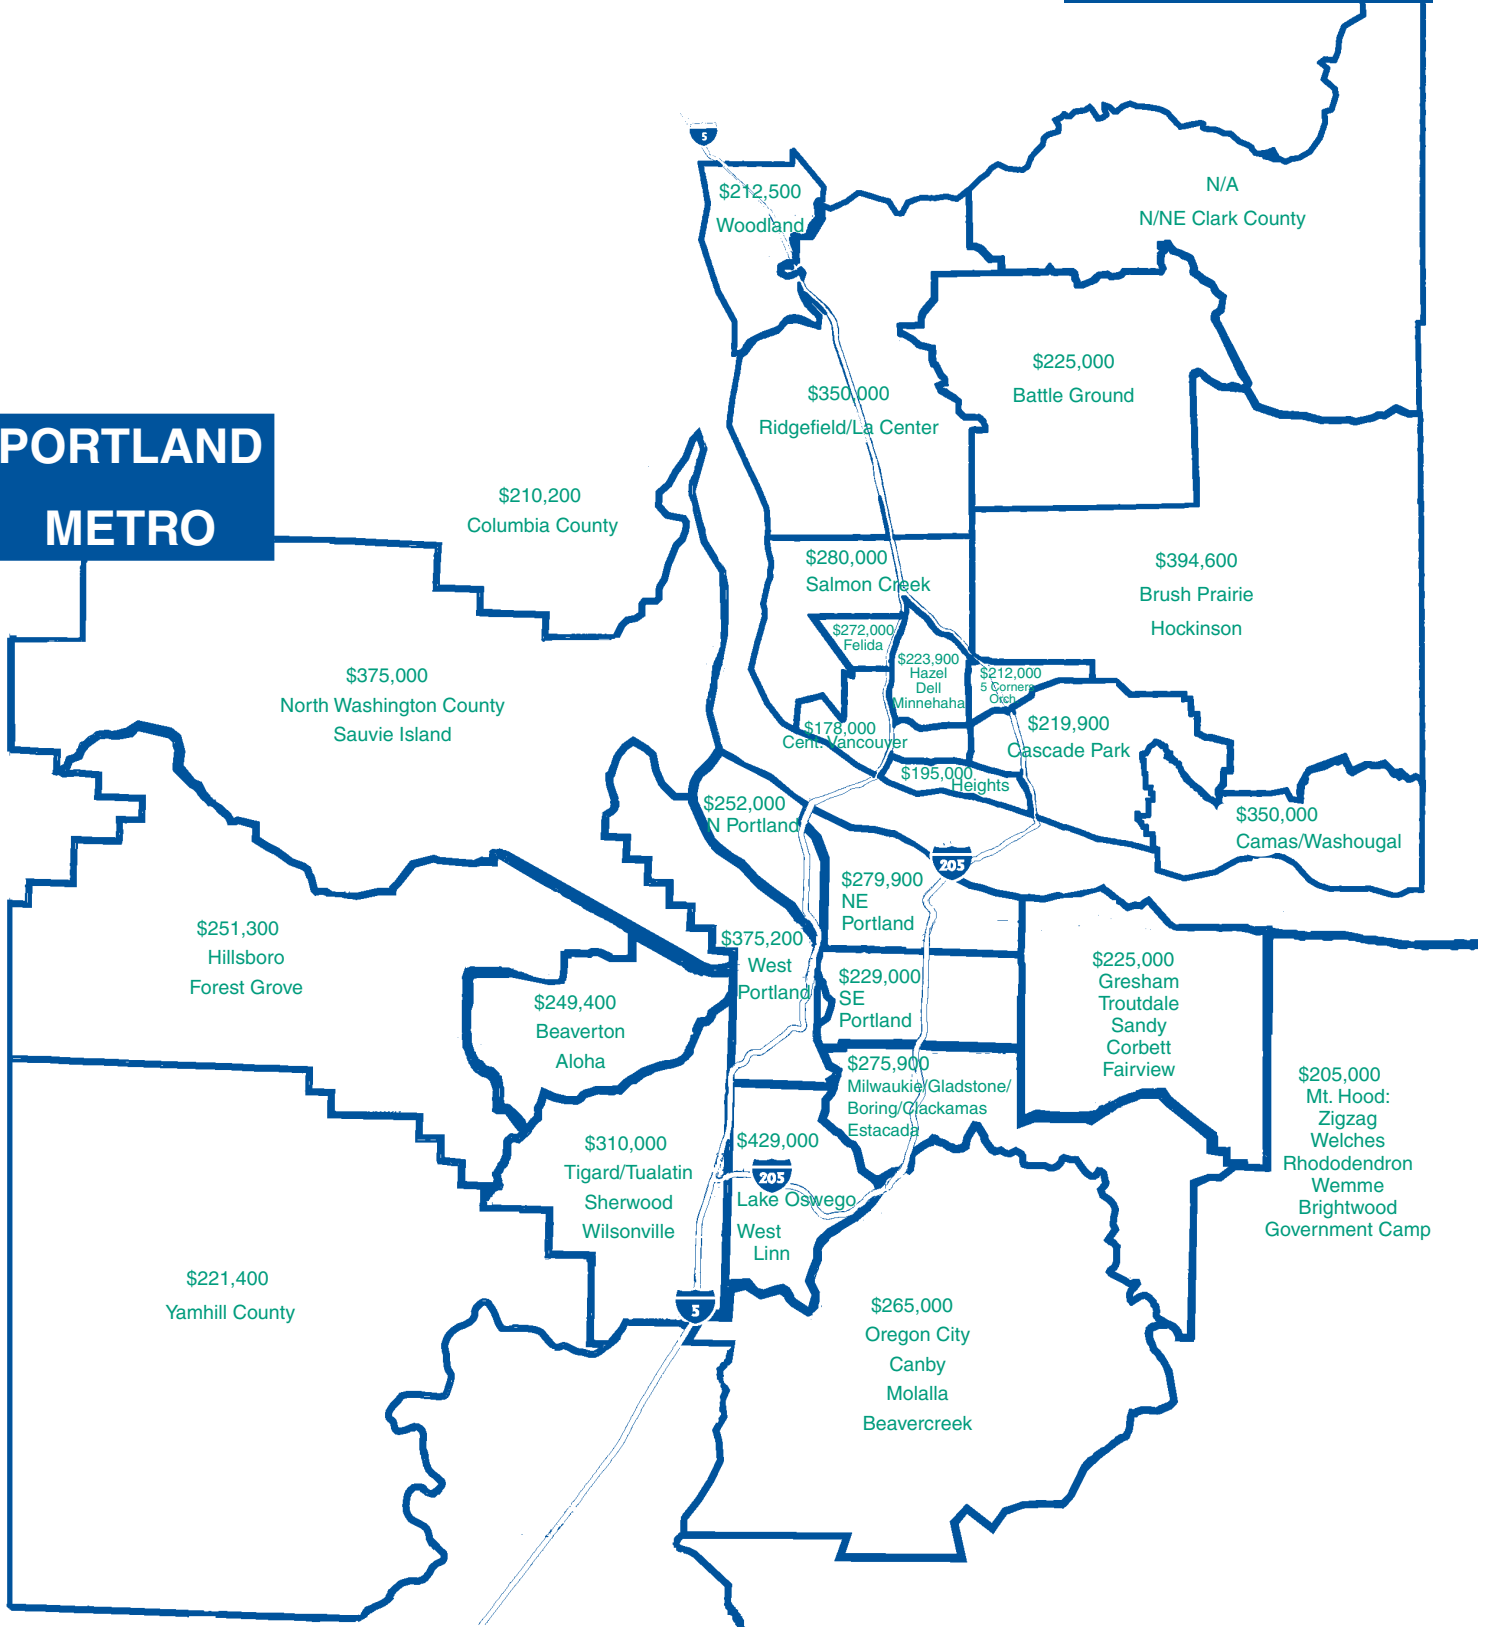 5
$212,500
Woodland
N/A
N/NE Clark County
$225,000
Battle Ground
$350,000
Ridgefield/La Center
PORTLAND
METRO
$210,200
Columbia County
$280,000
Salmon Creek
$394,600
Brush Prairie
Hockinson
$272,000
Felida
$223,900
Hazel
Dell
Minnehaha
$212,000
5 Corners
Orch
$375,000
North Washington County
Sauvie Island
$178,000
Cent. Vancouver
$219,900
Cascade Park
$195,000
Heights
$252,000
N Portland
$350,000
Camas/Washougal
205
$279,900
NE
Portland
$251,300
Hillsboro
Forest Grove
$375,200
West
Portland
$229,000
SE
Portland
$225,000
Gresham
Troutdale
Sandy
Corbett
Fairview
$249,400
Beaverton
Aloha
$275,900
Milwaukie/Gladstone/
Boring/Clackamas
Estacada
$205,000
Mt. Hood:
Zigzag
Welches
Rhododendron
Wemme
Brightwood
Government Camp
$310,000
Tigard/Tualatin
Sherwood
Wilsonville
$429,000
205
Lake Oswego
West
Linn
$221,400
Yamhill County
5
$265,000
Oregon City
Canby
Molalla
Beavercreek